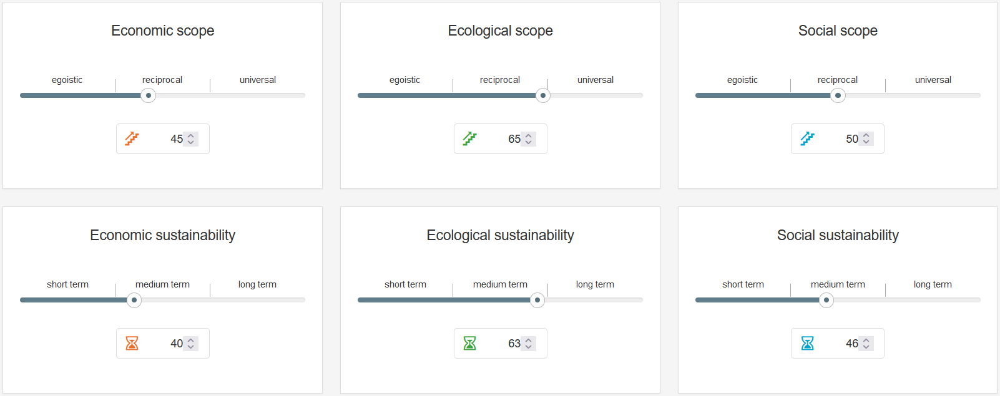 Economic scope
egoistic reciprocal universal
45
Ecological scope
egoistic reciprocal universal
65
Social scope
egoistic reciprocal universal
50
Economic sustainability
short term medium term long term
40
Ecological sustainability
short term medium term long term
63
Social sustainability
short term medium term long term
46